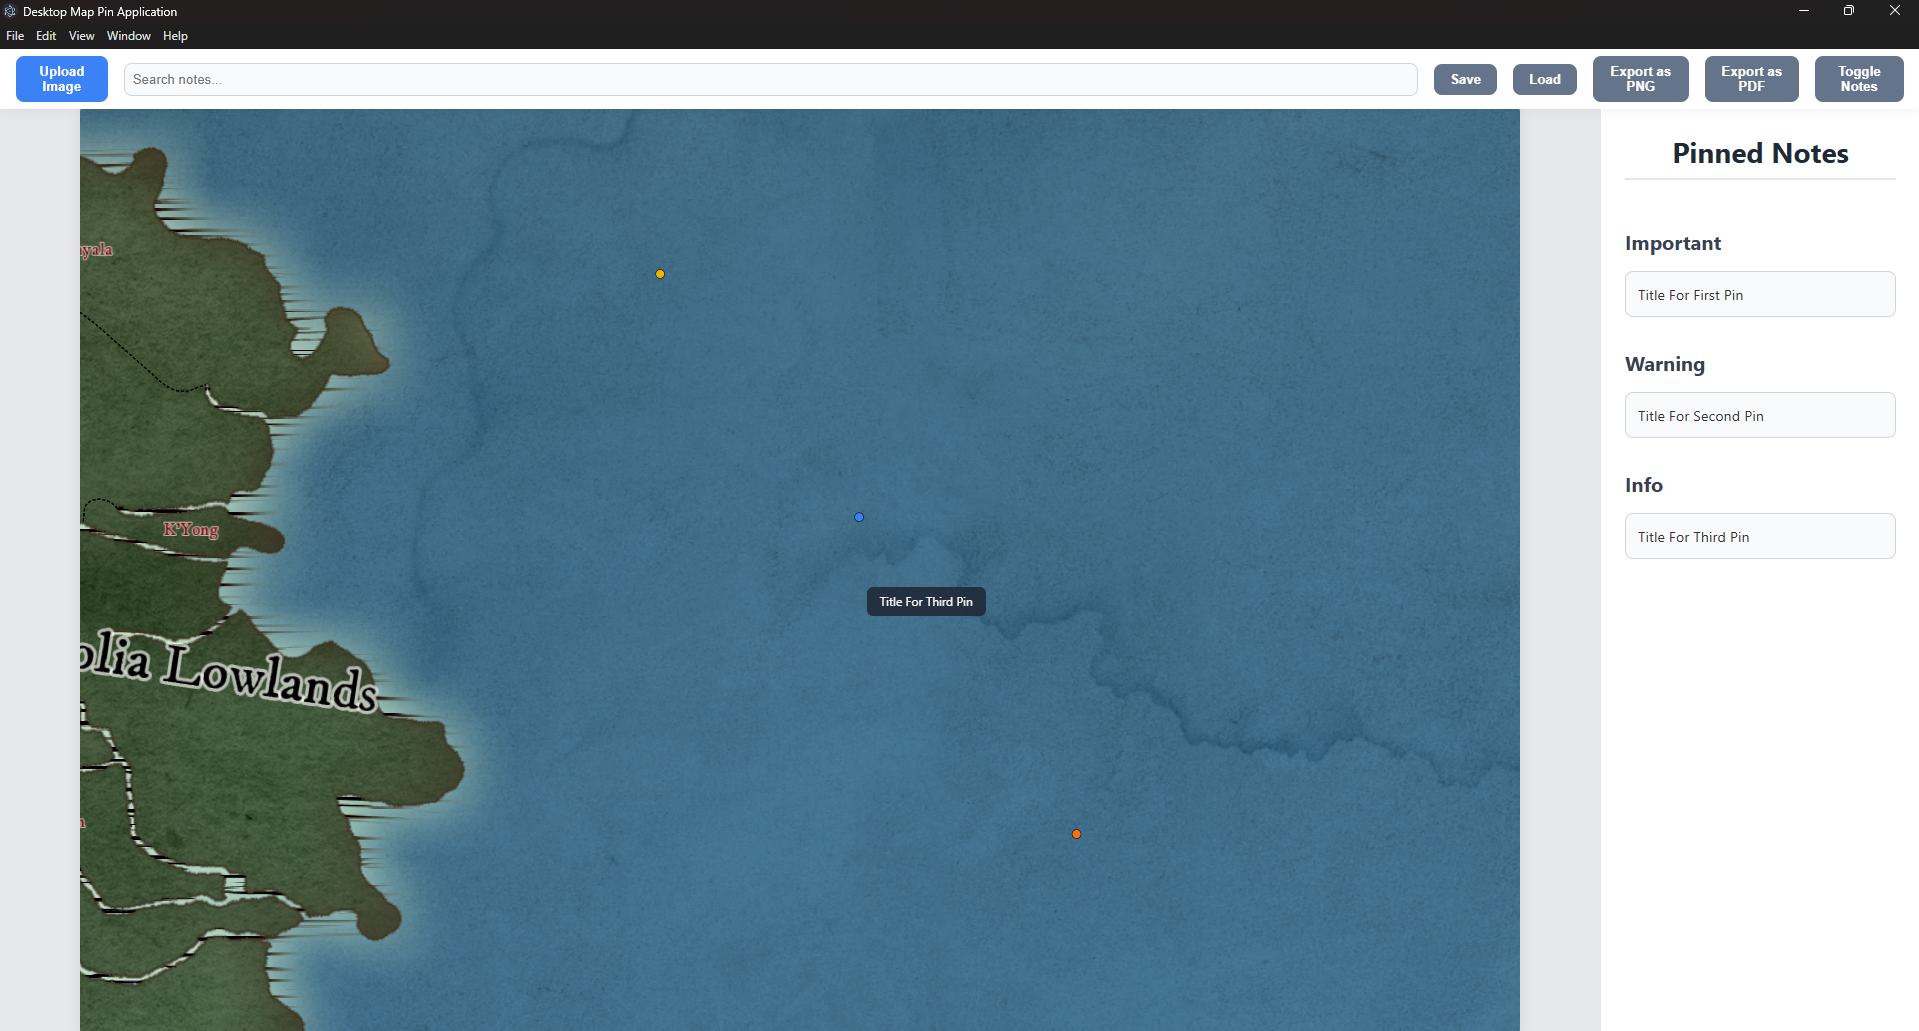 Desktop Map Pin Application
File Edit View Window Help
Upload
Image
Search notes...
Save
Load
Export as
PNG
Export as
PDF
Toggle
Notes
Pinned Notes
Important
Title For First Pin
Warning
Title For Second Pin
Info
Title For Third Pin
yala
K'Yong
Title For Third Pin
olia Lowlands